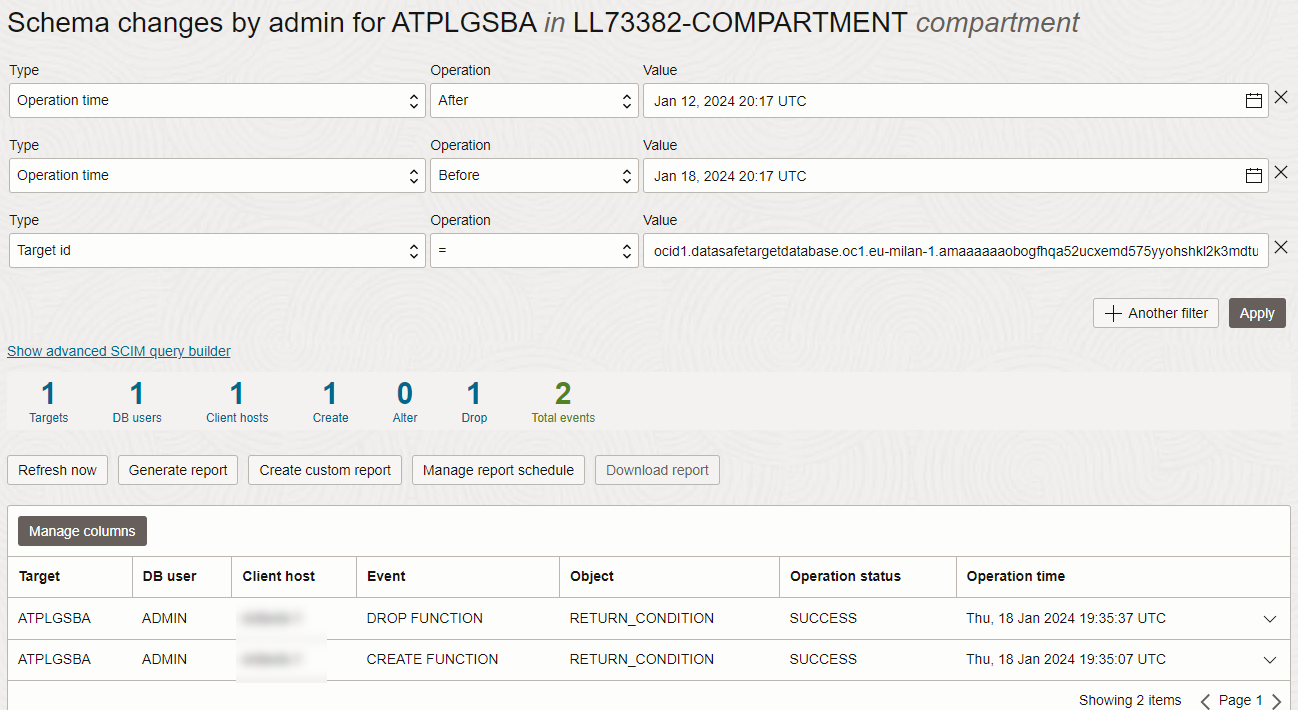 Schema changes by admin for ATPLGSBA in LL73382-COMPARTMENT compartment
Type Operation Value
Operation time After Jan 12, 2024 20:17 UTC
Type Operation Value
Operation time Before Jan 18, 2024 20:17 UTC
Type Operation Value
Target id = ocid1.datasafetargetdatabase.oc1.eu-milan-1.amaaaaaaobogfhqa52ucxemd575yyohshkl2k3mdtu
Another filter Apply
Show advanced SCIM query builder
1 1 1 1 0 1 2
Targets DB users Client hosts Create Alter Drop Total events
Refresh now Generate report Create custom report Manage report schedule Download report
Manage columns
Target DB user Client host Event Object Operation status Operation time
ATPLGSBA ADMIN DROP FUNCTION RETURN_CONDITION SUCCESS Thu, 18 Jan 2024 19:35:37 UTC
ATPLGSBA ADMIN CREATE FUNCTION RETURN_CONDITION SUCCESS Thu, 18 Jan 2024 19:35:07 UTC
Showing 2 items Page 1